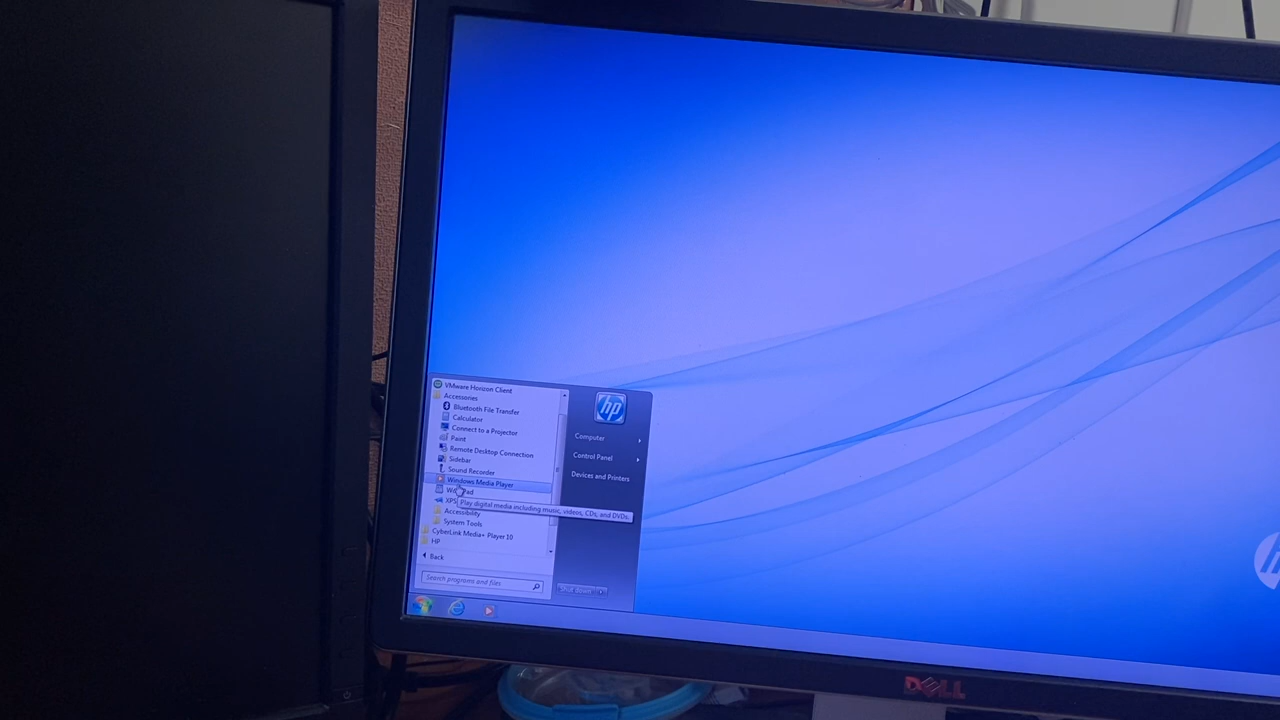 VMware Horizon Client
Accessories
Bluetooth File Transfer
Calculator
Connect to a Projector
Paint
Remote Desktop Connection
Sidebar
Sound Recorder
Windows Media Player
XPS
Play digital media including music, videos, CDs, and DVDs.
Accessibility
System Tools
CyberLink Media+ Player10
HP
Back
Search programs and files
hp
Computer
Control Panel
Devices and Printers
Shut down
DELL